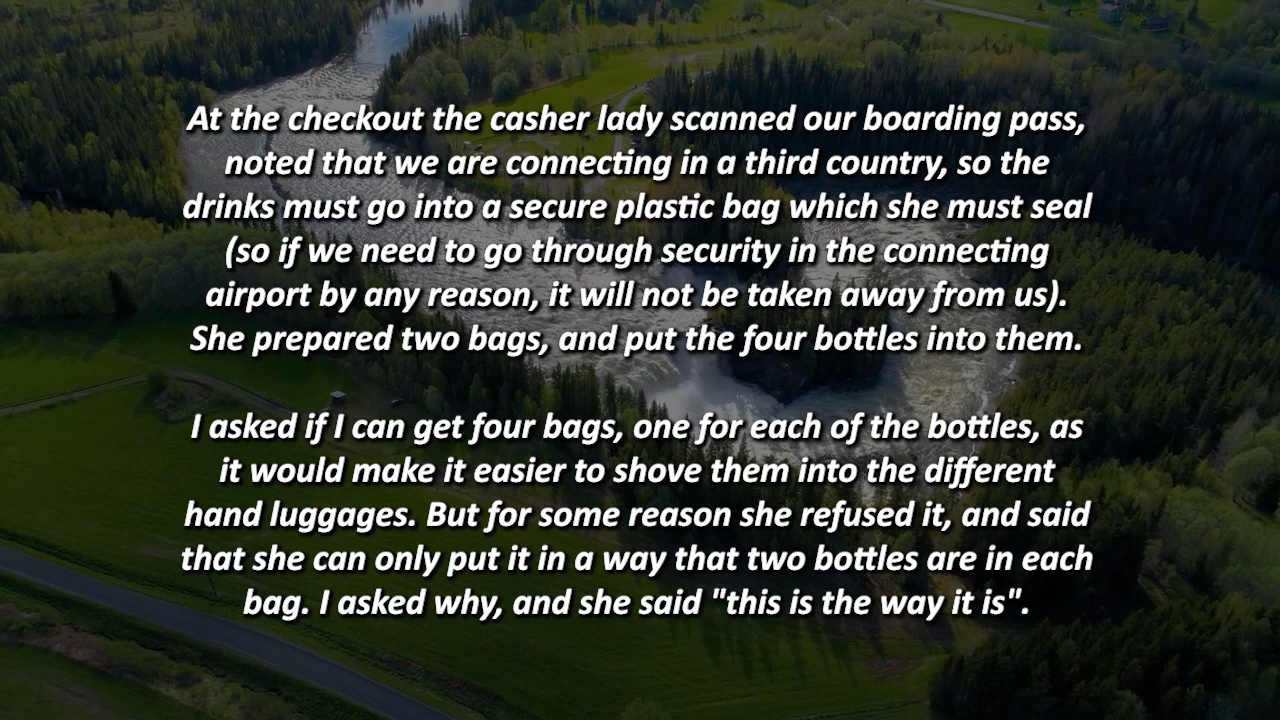 At the checkout the casher lady scanned our boarding pass,
noted that we are connecting in a third country, so the
drinks must go into a secure plastic bag which she must seal
(so if we need to go through security in the connecting
airport by any reason, it will not be taken away from us).
She prepared two bags, and put the four bottles into them.
I asked if I can get four bags, one for each of the bottles, as
it would make it easier to shove them into the different
hand luggages. But for some reason she refused it, and said
that she can only put it in a way that two bottles are in each
bag. I asked why, and she said "this is the way it is".